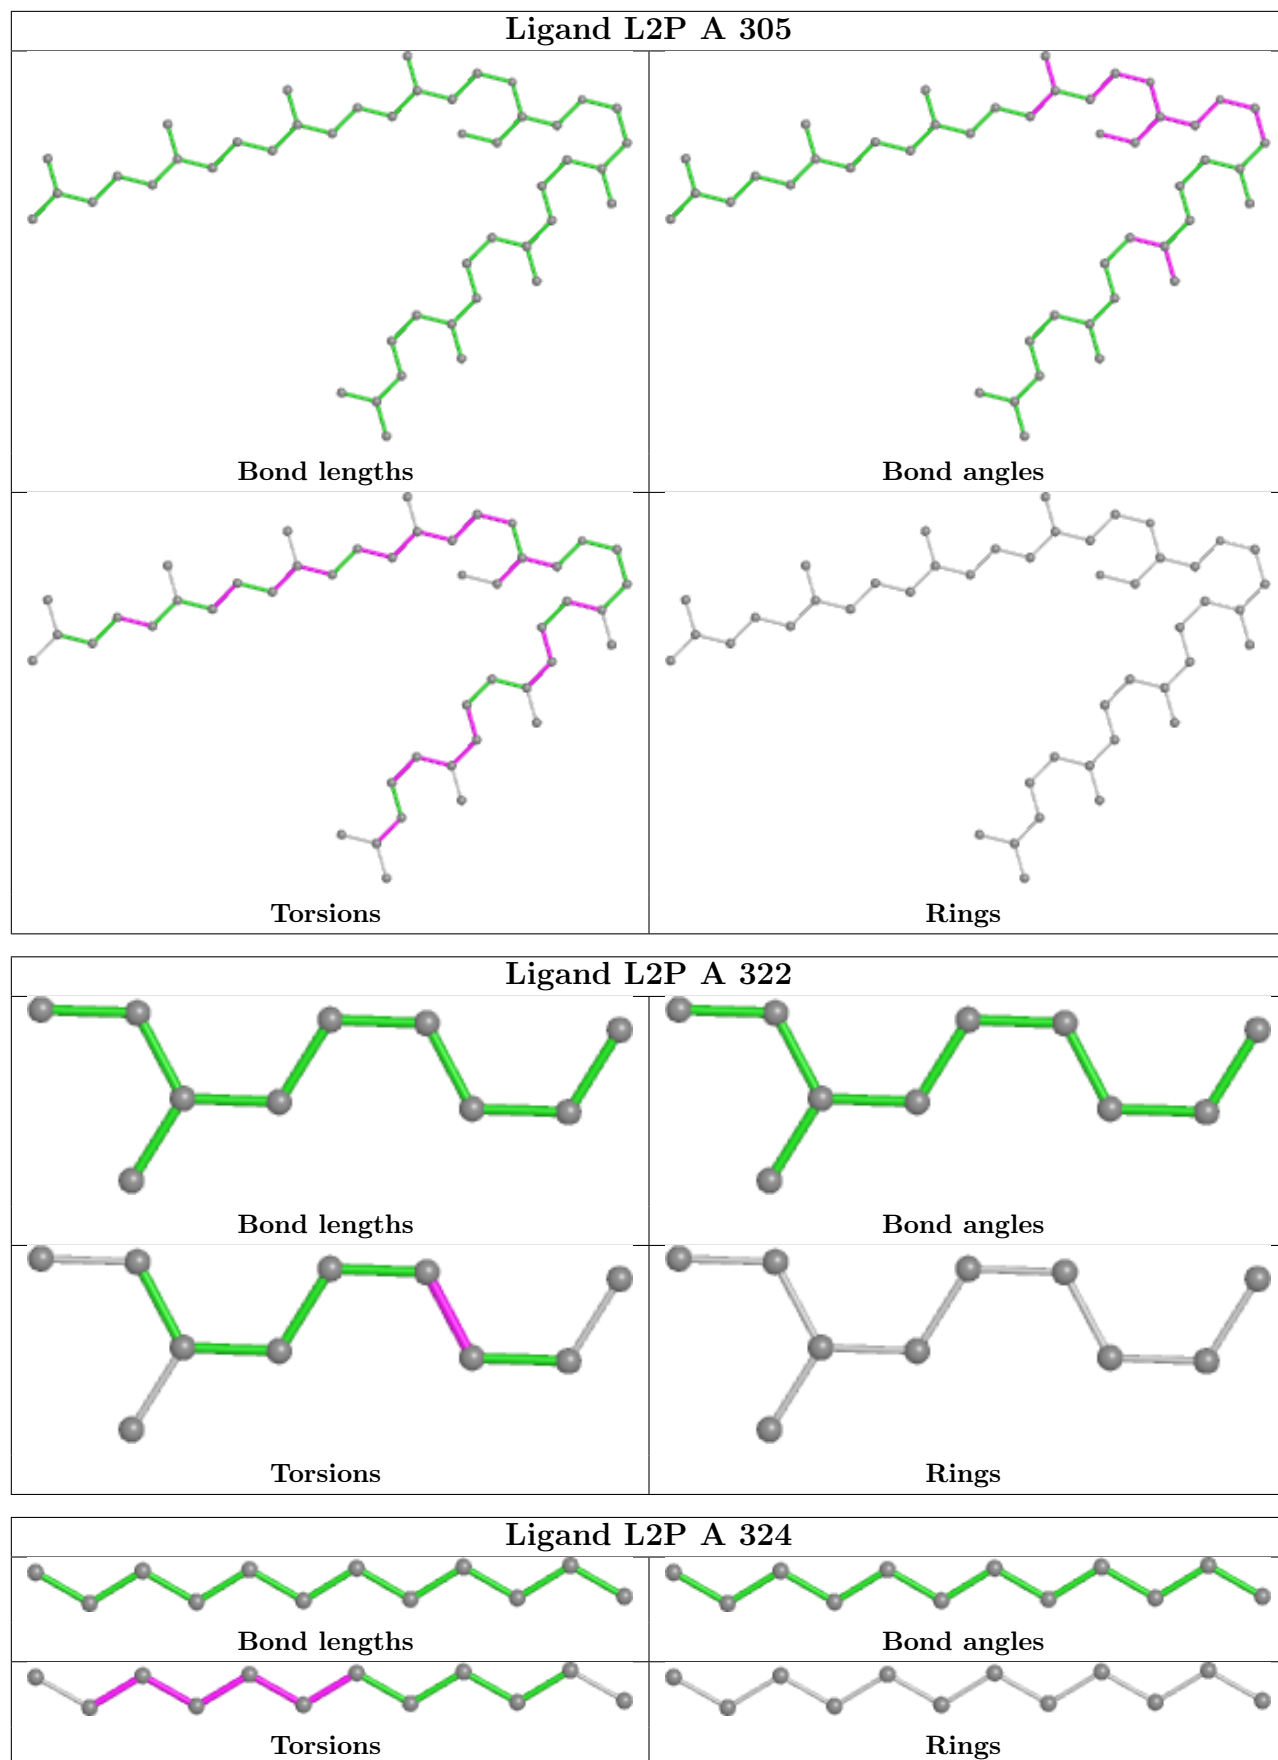 Ligand L2P A 305
Bond lengths
Bond angles
Torsions
Rings
Ligand L2P A 322
Bond lengths
Bond angles
Torsions
Rings
Ligand L2P A 324
Bond lengths
Bond angles
Torsions
Rings